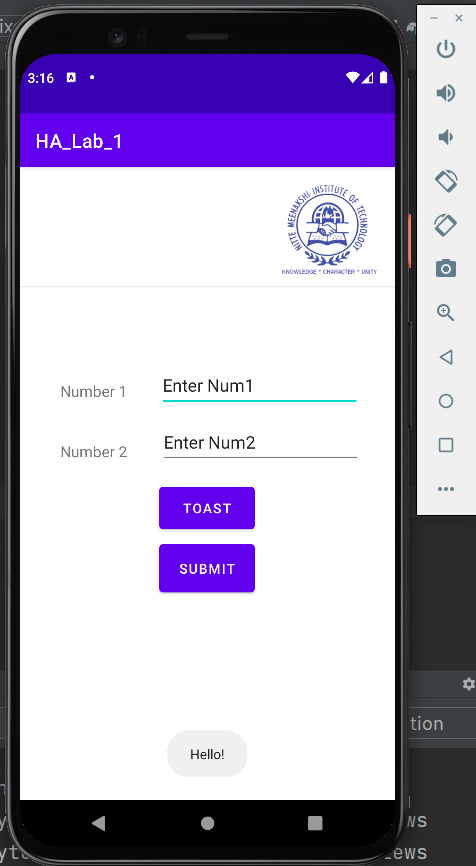 3:16
HA_Lab_1
NITTE MEENAKSHI INSTITUTE OF TECHNOLOGY
KNOWLEDGE * CHARACTER * UNITY
Number 1
Enter Num1
Number 2
Enter Num2
TOAST
SUBMIT
Hello!
tion